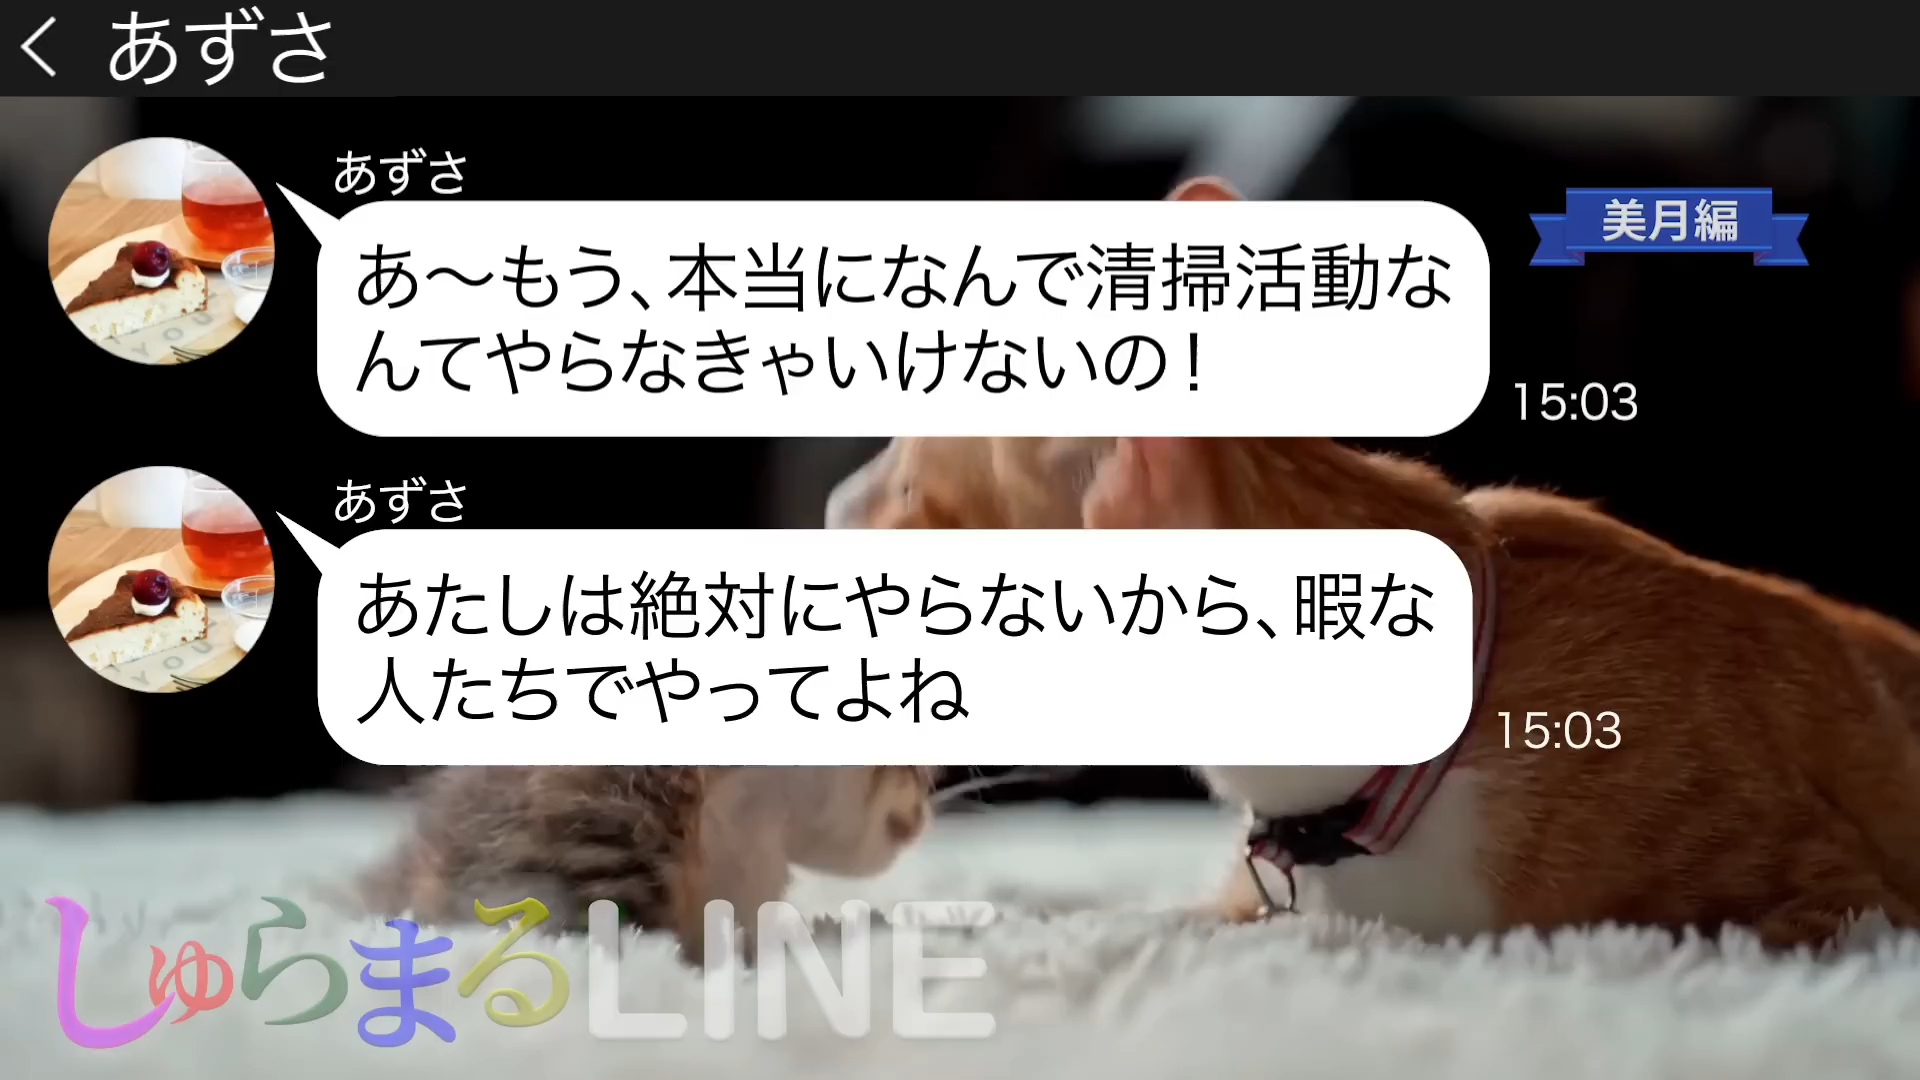 あずさ
あずさ
美月編
あ〜もう、本当になんで清掃活動な
んてやらなきゃいけないの！
15:03
あずさ
あたしは絶対にやらないから、暇な
人たちでやってよね
15:03
しゅらまるLINE